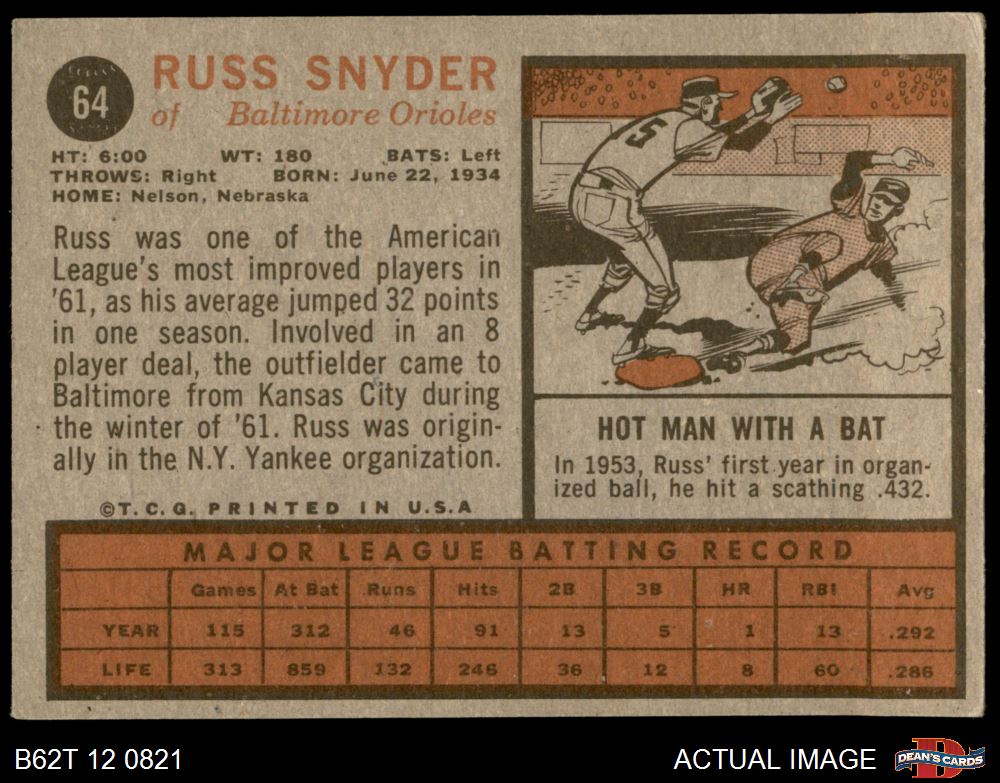 64
RUSS SNYDER
of Baltimore Orioles
HT: 6:00 WT: 180 BATS: Left
THROWS: Right BORN: June 22, 1934
HOME: Nelson, Nebraska
Russ was one of the American
League's most improved players in
'61, as his average jumped 32 points
in one season. Involved in an 8
player deal, the outfielder came to
Baltimore from Kansas City during
the winter of '61. Russ was origin-
ally in the N.Y. Yankee organization.
©T.C.G. PRINTED IN U.S.A
5
HOT MAN WITH A BAT
In 1953, Russ' first year in organ-
ized ball, he hit a scathing .432.
MAJOR LEAGUE BATTING RECORD
Games At Bat Runs Hits 2B 3B HR RBI Avg
YEAR 115 312 46 91 13 5 1 13 .292
LIFE 313 859 132 246 36 12 8 60 .286
B62T 12 0821 ACTUAL IMAGE DEAN'S CARDS